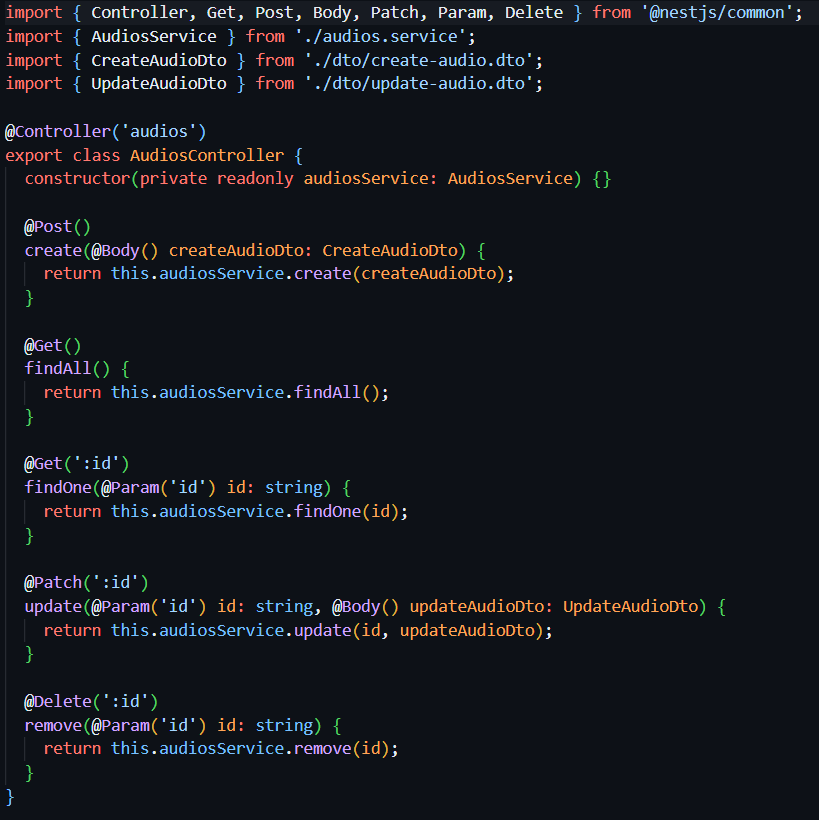 import { Controller, Get, Post, Body, Patch, Param, Delete } from '@nestjs/common';
import { AudiosService } from './audios.service';
import { CreateAudioDto } from './dto/create-audio.dto';
import { UpdateAudioDto } from './dto/update-audio.dto';

@Controller('audios')
export class AudiosController {
  constructor(private readonly audiosService: AudiosService) {}

  @Post()
  create(@Body() createAudioDto: CreateAudioDto) {
    return this.audiosService.create(createAudioDto);
  }

  @Get()
  findAll() {
    return this.audiosService.findAll();
  }

  @Get(':id')
  findOne(@Param('id') id: string) {
    return this.audiosService.findOne(id);
  }

  @Patch(':id')
  update(@Param('id') id: string, @Body() updateAudioDto: UpdateAudioDto) {
    return this.audiosService.update(id, updateAudioDto);
  }

  @Delete(':id')
  remove(@Param('id') id: string) {
    return this.audiosService.remove(id);
  }
}